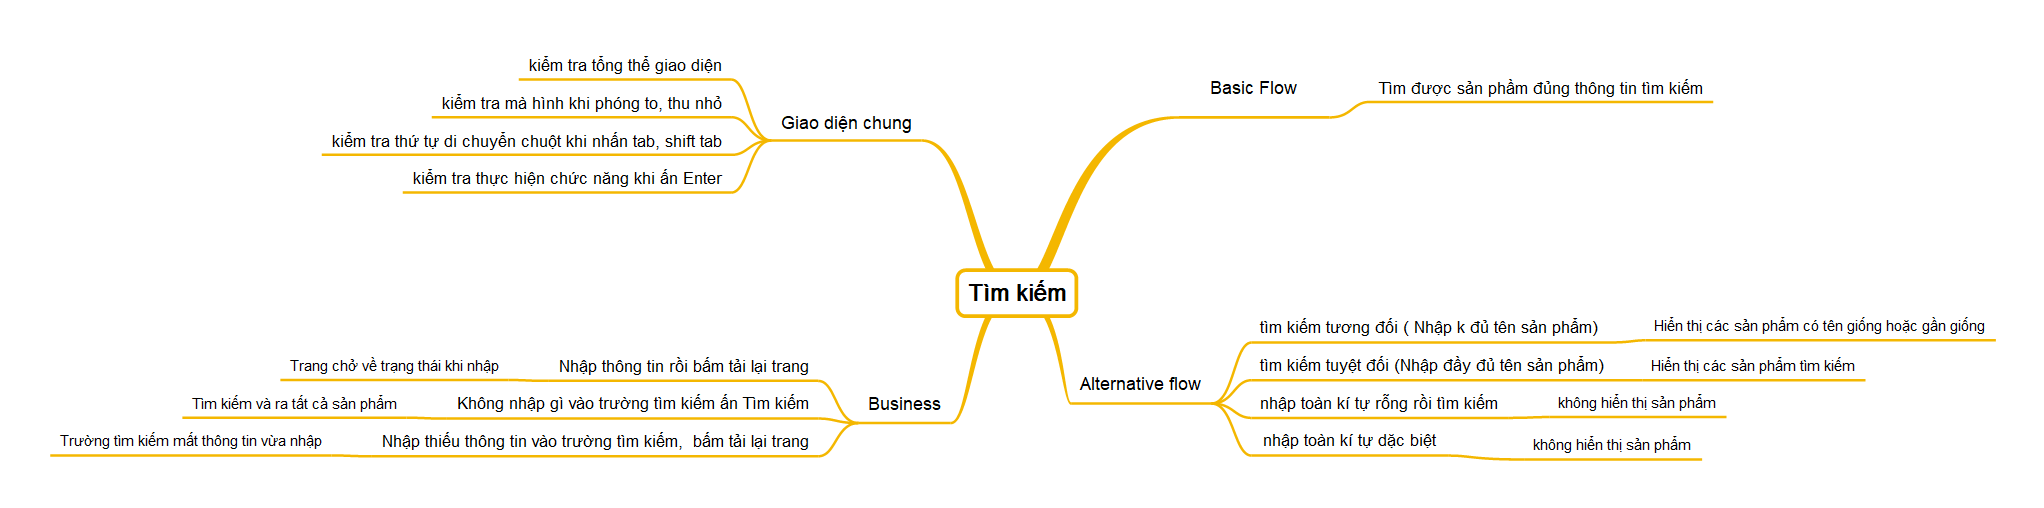 Tìm kiếm
Giao diện chung
kiểm tra tổng thể giao diện
kiểm tra mà hình khi phóng to, thu nhỏ
kiểm tra thứ tự di chuyển chuột khi nhấn tab, shift tab
kiểm tra thực hiện chức năng khi ấn Enter
Basic Flow
Tìm được sản phầm đủng thông tin tìm kiếm
Business
Nhập thông tin rồi bấm tải lại trang
Trang chở về trạng thái khi nhập
Không nhập gì vào trường tìm kiếm ấn Tìm kiếm
Tìm kiếm và ra tất cả sản phẩm
Nhập thiếu thông tin vào trường tìm kiếm, bấm tải lại trang
Trường tìm kiếm mất thông tin vừa nhập
Alternative flow
tìm kiếm tương đối ( Nhập k đủ tên sản phẩm)
Hiển thị các sản phẩm có tên giống hoặc gần giống
tìm kiếm tuyệt đối (Nhập đầy đủ tên sản phẩm)
Hiển thị các sản phẩm tìm kiếm
nhập toàn kí tự rỗng rồi tìm kiếm
không hiển thị sản phẩm
nhập toàn kí tự dặc biệt
không hiển thị sản phẩm